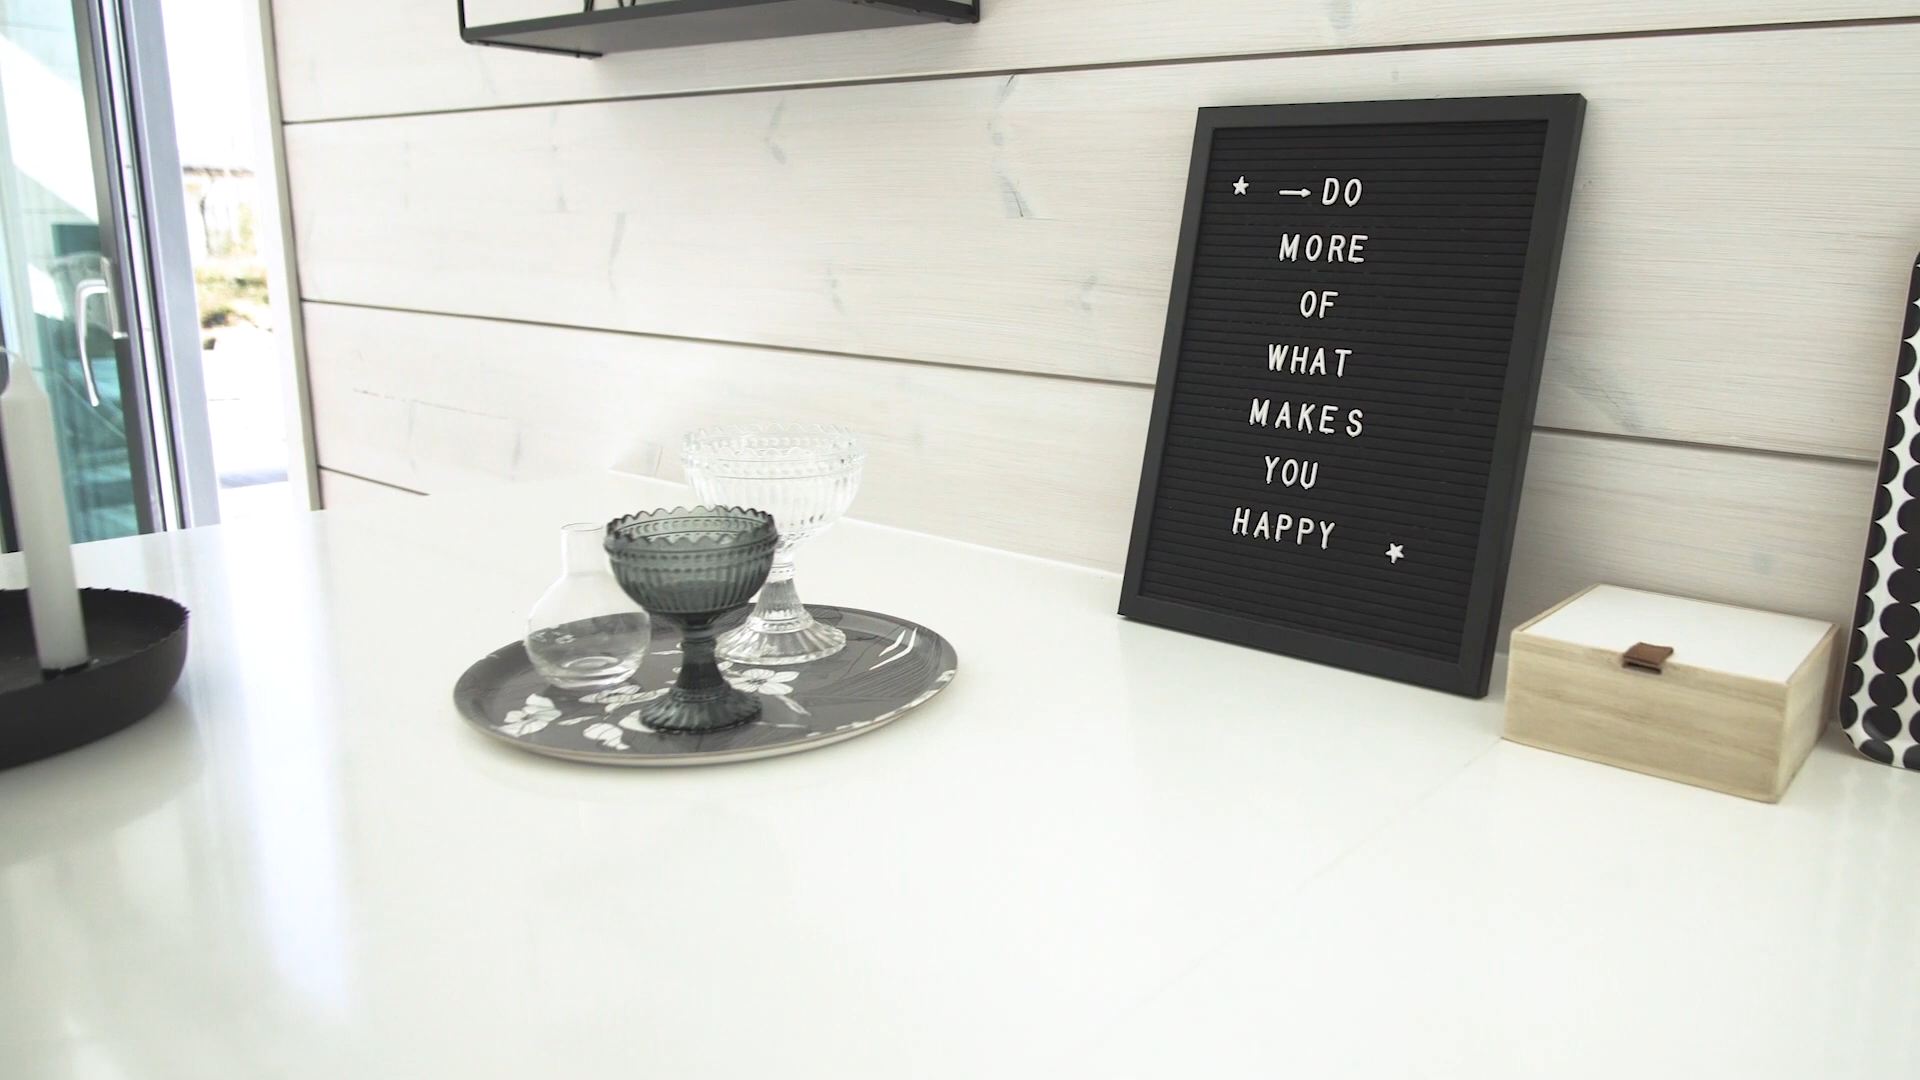 ★ → DO
MORE
OF
WHAT
MAKES
YOU
HAPPY ★